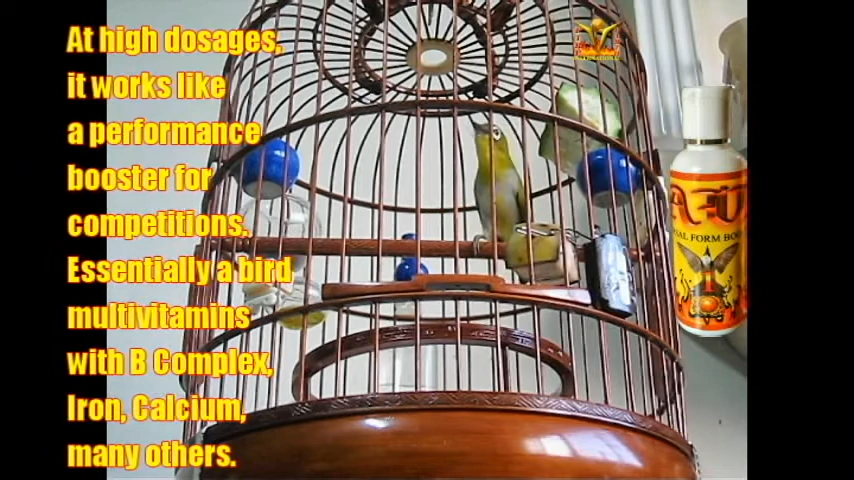 At high dosages,
it works like
a performance
booster for
competitions.
Essentially a bird
multivitamins
with B Complex,
Iron, Calcium,
many others.
FORM